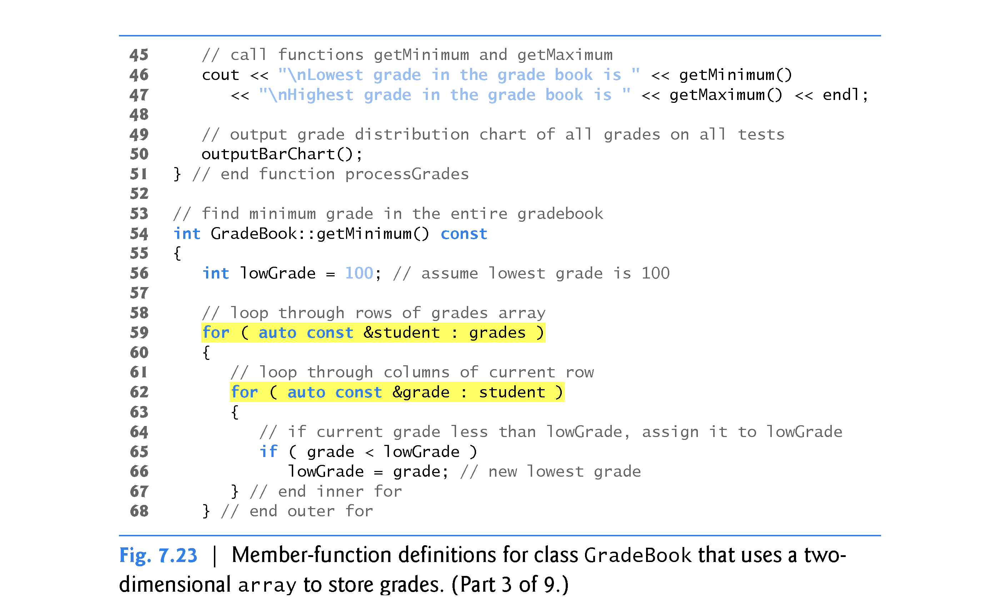 45 // call functions getMinimum and getMaximum
46 cout << "\nLowest grade in the grade book is " << getMinimum()
47 << "\nHighest grade in the grade book is " << getMaximum() << endl;
48
49 // output grade distribution chart of all grades on all tests
50 outputBarChart();
51 } // end function processGrades
52
53 // find minimum grade in the entire gradebook
54 int GradeBook::getMinimum() const
55 {
56 int lowGrade = 100; // assume lowest grade is 100
57
58 // loop through rows of grades array
59 for ( auto const &student : grades )
60 {
61 // loop through columns of current row
62 for ( auto const &grade : student )
63 {
64 // if current grade less than lowGrade, assign it to lowGrade
65 if ( grade < lowGrade )
66 lowGrade = grade; // new lowest grade
67 } // end inner for
68 } // end outer for
Fig. 7.23 | Member-function definitions for class GradeBook that uses a two-
dimensional array to store grades. (Part 3 of 9.)